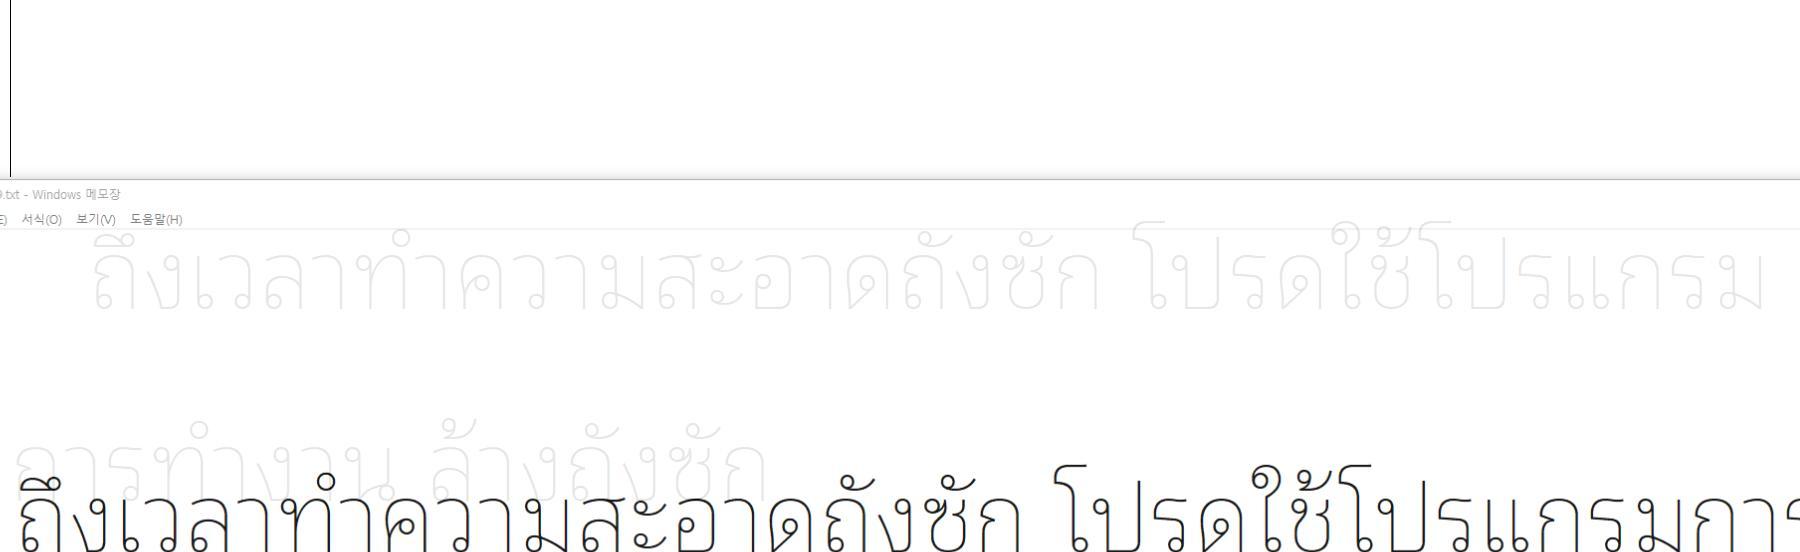 .txt - Windows 메모장
서식(O) 보기(V) 도움말(H)
ถึงเวลาทำความสะอาดถังซัก โปรดใช้โปรแกรม
การทำงาน ล้างถังซัก
ถึงเวลาทำความสะอาดถังซัก โปรดใช้โปรแกรมการ